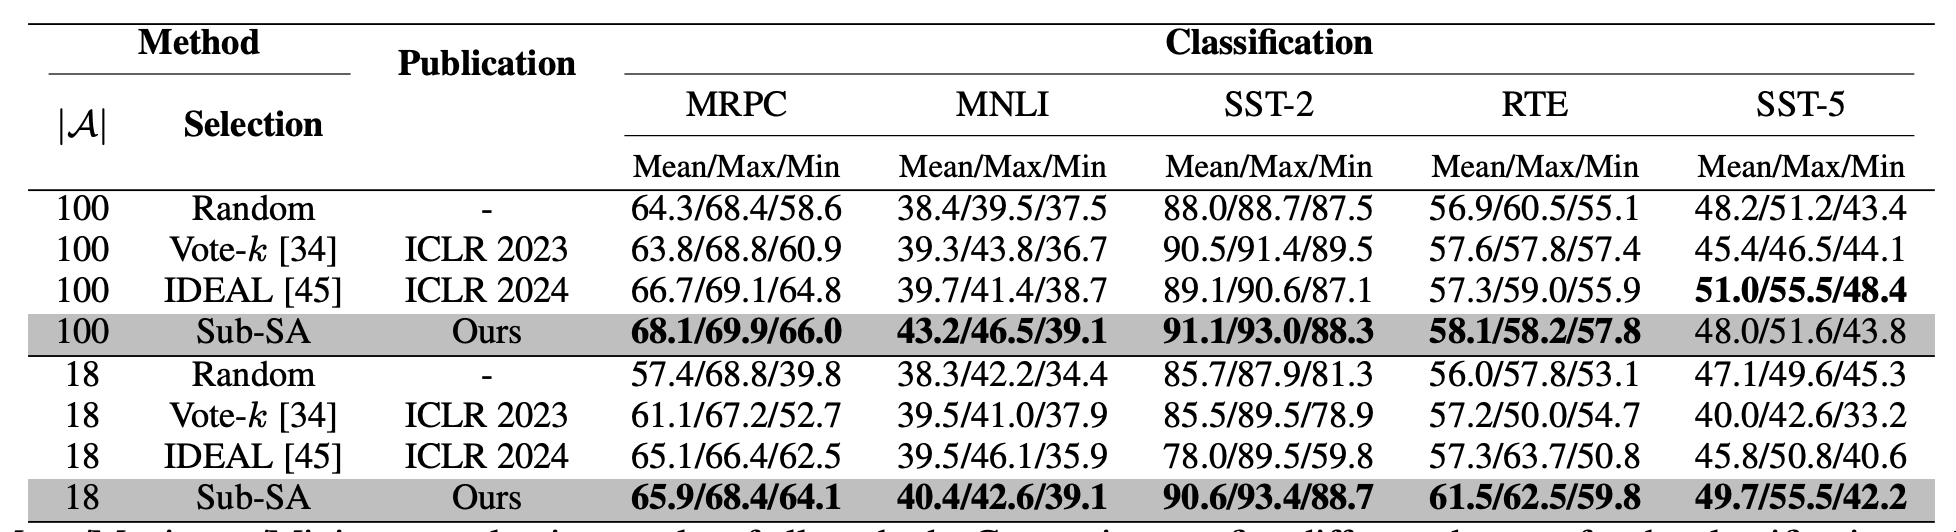 Method Publication Classification
|𝒜| Selection MRPC MNLI SST-2 RTE SST-5
Mean/Max/Min Mean/Max/Min Mean/Max/Min Mean/Max/Min Mean/Max/Min
100 Random - 64.3/68.4/58.6 38.4/39.5/37.5 88.0/88.7/87.5 56.9/60.5/55.1 48.2/51.2/43.4
100 Vote-k [34] ICLR 2023 63.8/68.8/60.9 39.3/43.8/36.7 90.5/91.4/89.5 57.6/57.8/57.4 45.4/46.5/44.1
100 IDEAL [45] ICLR 2024 66.7/69.1/64.8 39.7/41.4/38.7 89.1/90.6/87.1 57.3/59.0/55.9 51.0/55.5/48.4
100 Sub-SA Ours 68.1/69.9/66.0 43.2/46.5/39.1 91.1/93.0/88.3 58.1/58.2/57.8 48.0/51.6/43.8
18 Random - 57.4/68.8/39.8 38.3/42.2/34.4 85.7/87.9/81.3 56.0/57.8/53.1 47.1/49.6/45.3
18 Vote-k [34] ICLR 2023 61.1/67.2/52.7 39.5/41.0/37.9 85.5/89.5/78.9 57.2/50.0/54.7 40.0/42.6/33.2
18 IDEAL [45] ICLR 2024 65.1/66.4/62.5 39.5/46.1/35.9 78.0/89.5/59.8 57.3/63.7/50.8 45.8/50.8/40.6
18 Sub-SA Ours 65.9/68.4/64.1 40.4/42.6/39.1 90.6/93.4/88.7 61.5/62.5/59.8 49.7/55.5/42.2